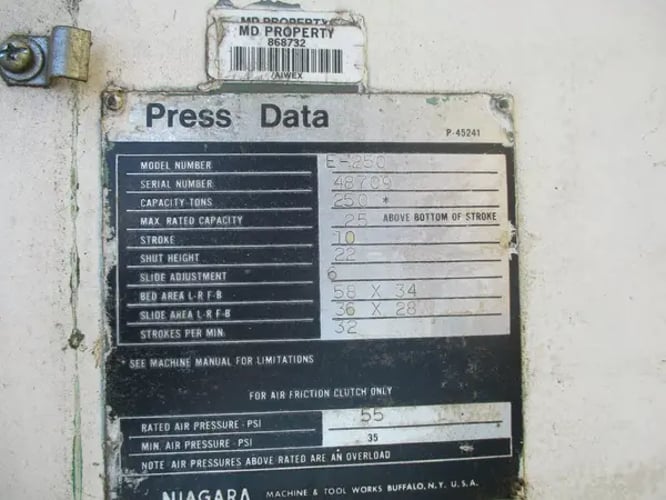 MD PROPERTY
MD PROPERTY
868732
AIWEX
Press Data
P-45241
MODEL NUMBER E-250
SERIAL NUMBER 48709
CAPACITY TONS 250 *
MAX. RATED CAPACITY 25 ABOVE BOTTOM OF STROKE
STROKE 10
SHUT HEIGHT 22
SLIDE ADJUSTMENT 6
BED AREA L-R F-B 58 X 34
SLIDE AREA L-R F-B 36 X 28
STROKES PER MIN. 32
*SEE MACHINE MANUAL FOR LIMITATIONS
FOR AIR FRICTION CLUTCH ONLY
RATED AIR PRESSURE - PSI 55
MIN. AIR PRESSURE - PSI 35
NOTE AIR PRESSURES ABOVE RATED ARE AN OVERLOAD
NIAGARA MACHINE & TOOL WORKS BUFFALO, N.Y. U.S.A.